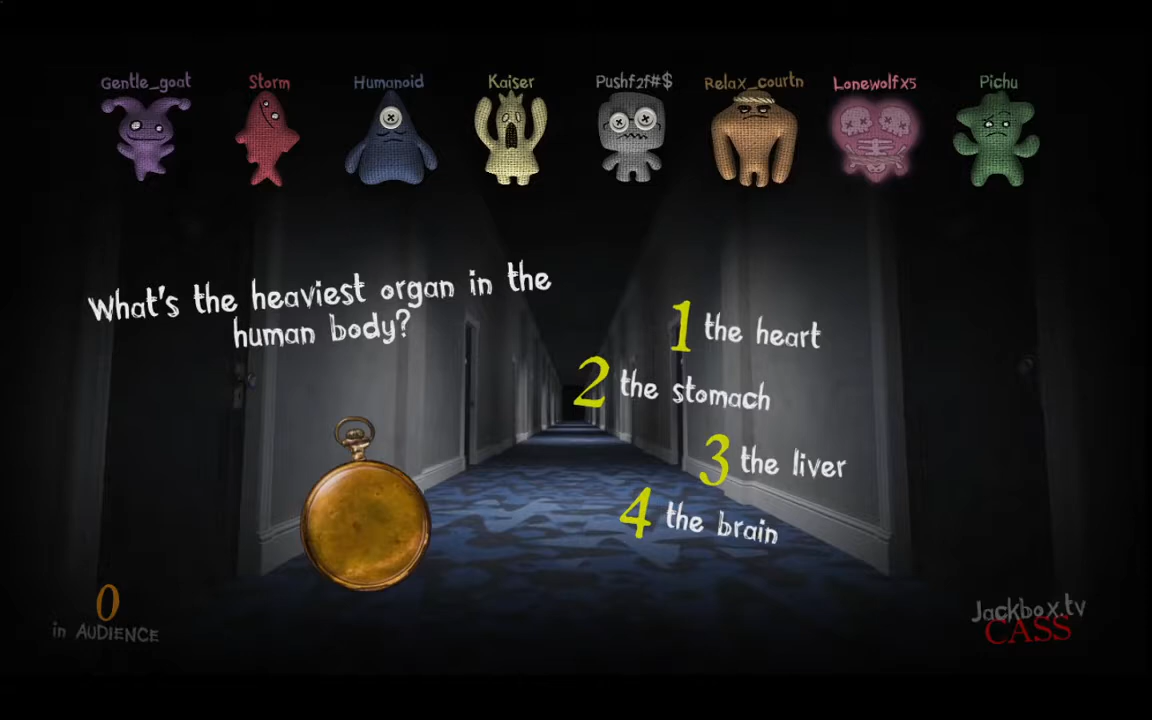 Gentle_goat Storm Humanoid Kaiser Pushf2f#$ Relax_courtn Lonewolfx5 Pichu
What's the heaviest organ in the
human body?
1 the heart
2 the stomach
3 the liver
4 the brain
0
in AUDIENCE
Jackbox.tv
CASS